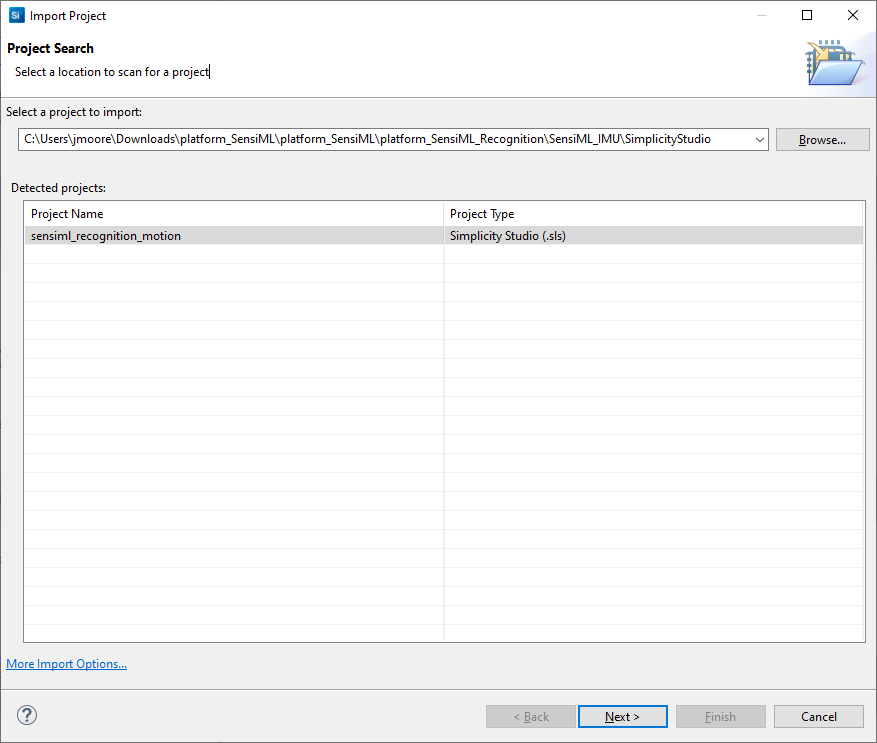 Si Import Project
Project Search
Select a location to scan for a project
Select a project to import:
C:\Users\jmoore\Downloads\platform_SensiML\platform_SensiML\platform_SensiML_Recognition\SensiML_IMU\SimplicityStudio
Browse...
Detected projects:
Project Name Project Type
sensiml_recognition_motion Simplicity Studio (.sls)
More Import Options...
? < Back Next > Finish Cancel